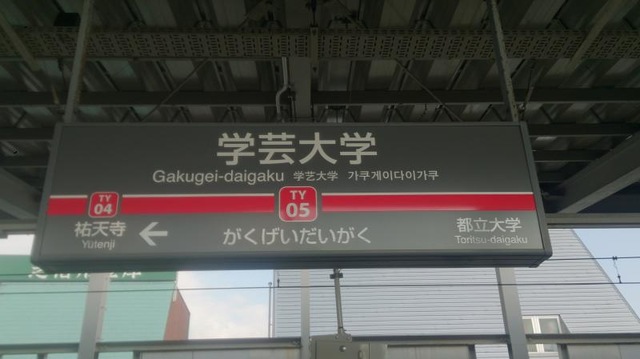 学芸大学
Gakugei-daigaku 学艺大学 가쿠게이다이가쿠
TY 04
TY 05
祐天寺
Yūtenji
←
がくげいだいがく
都立大学
Toritsu-daigaku